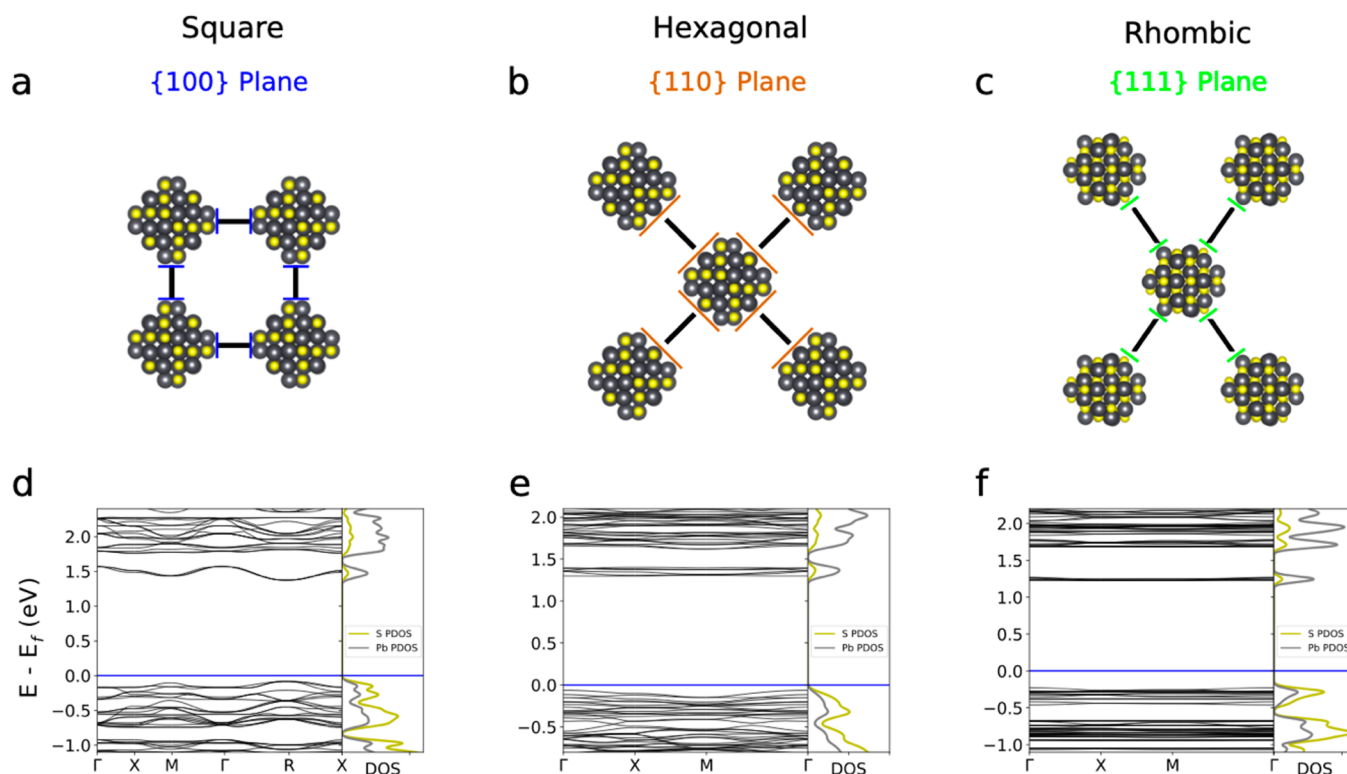 Square
Hexagonal
Rhombic
a
{100} Plane
b
{110} Plane
c
{111} Plane
d
e
f
E - E_f (eV)
2.0
1.5
1.0
0.5
0.0
−0.5
−1.0
S PDOS
Pb PDOS
Γ X M Γ R X DOS
2.0
1.5
1.0
0.5
0.0
−0.5
S PDOS
Pb PDOS
Γ X M Γ DOS
2.0
1.5
1.0
0.5
0.0
−0.5
−1.0
S PDOS
Pb PDOS
Γ X M Γ DOS